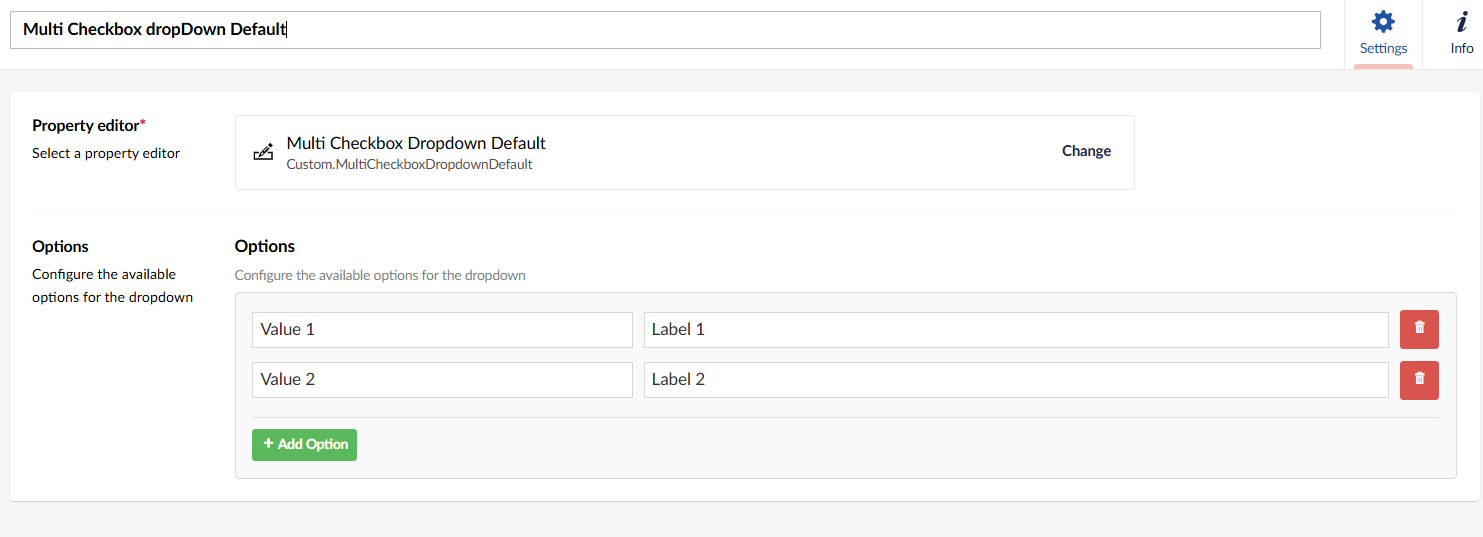 Multi Checkbox dropDown Default
Settings
Info
Property editor*
Select a property editor
Multi Checkbox Dropdown Default
Custom.MultiCheckboxDropdownDefault
Change
Options
Configure the available
options for the dropdown
Options
Configure the available options for the dropdown
Value 1
Label 1
Value 2
Label 2
+ Add Option